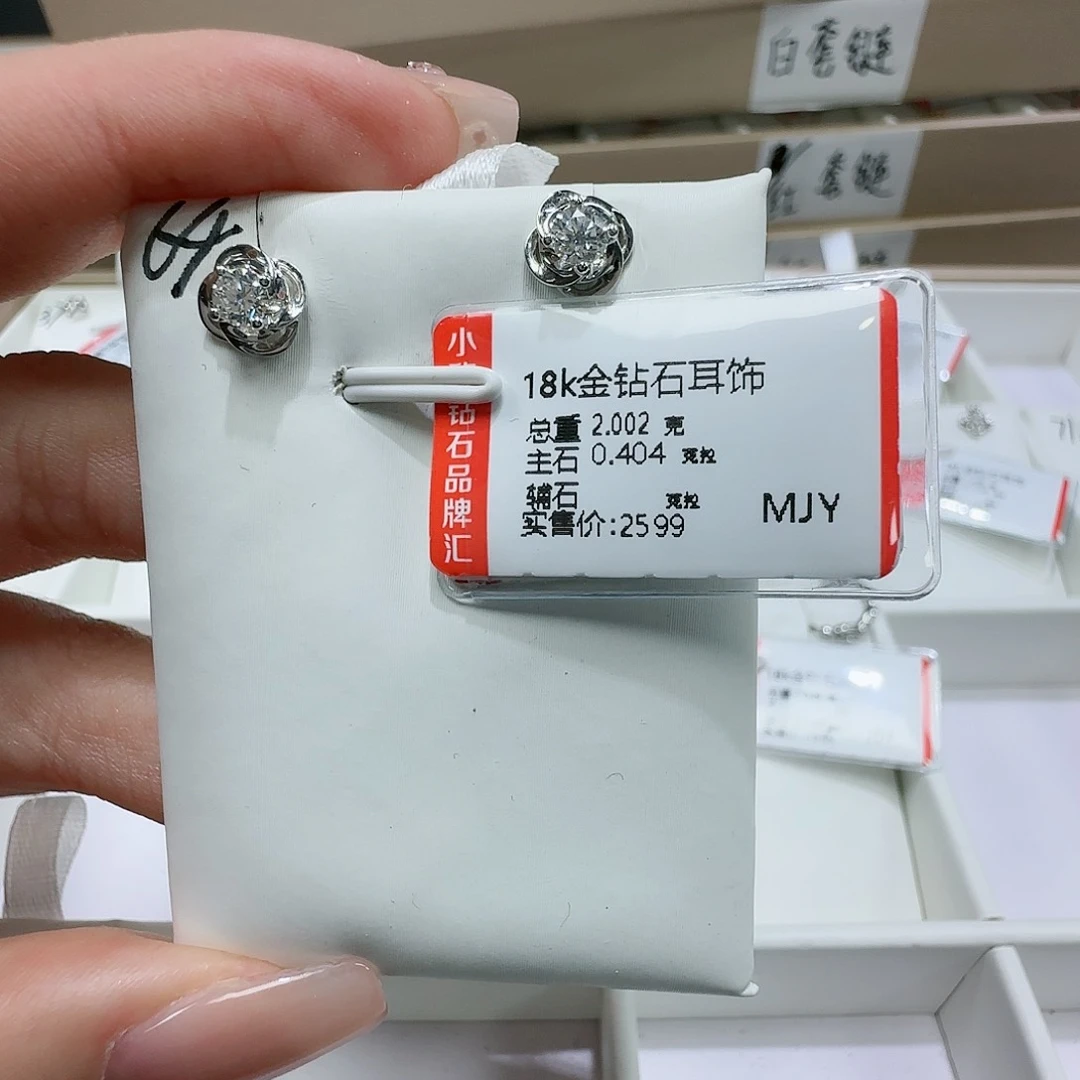 白套链
套链
小
钻石品牌汇
18k金钻石耳饰
总重 2.002 克
主石 0.404 克拉
辅石 克拉
实售价:2599
MJY